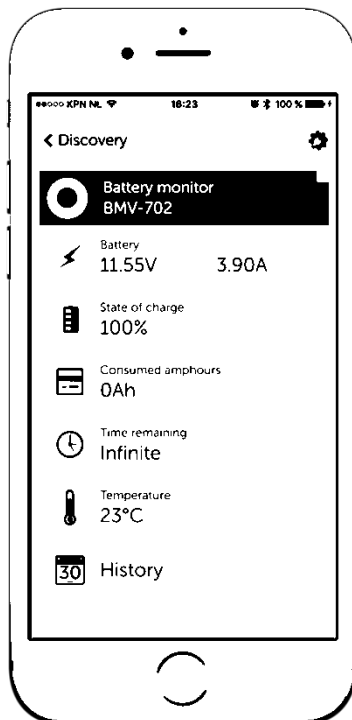 KPN NL 16:23 100 %
< Discovery
Battery monitor
BMV-702
Battery
11.55V 3.90A
State of charge
100%
Consumed amphours
0Ah
Time remaining
Infinite
Temperature
23°C
30 History